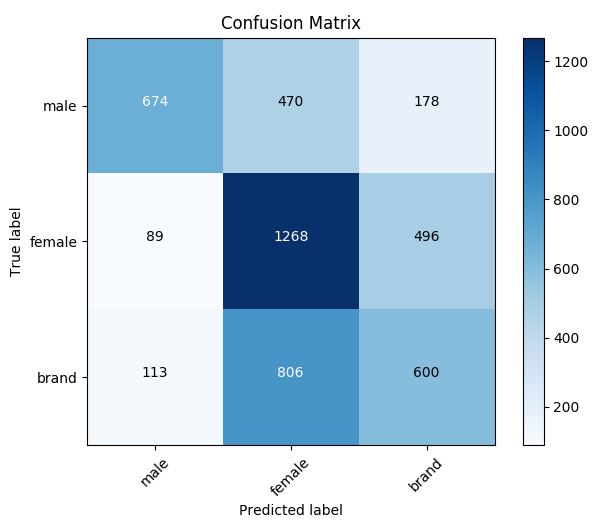 Confusion Matrix
True label
male
674 470 178
female
89 1268 496
brand
113 806 600
male female brand
Predicted label
1200
1000
800
600
400
200